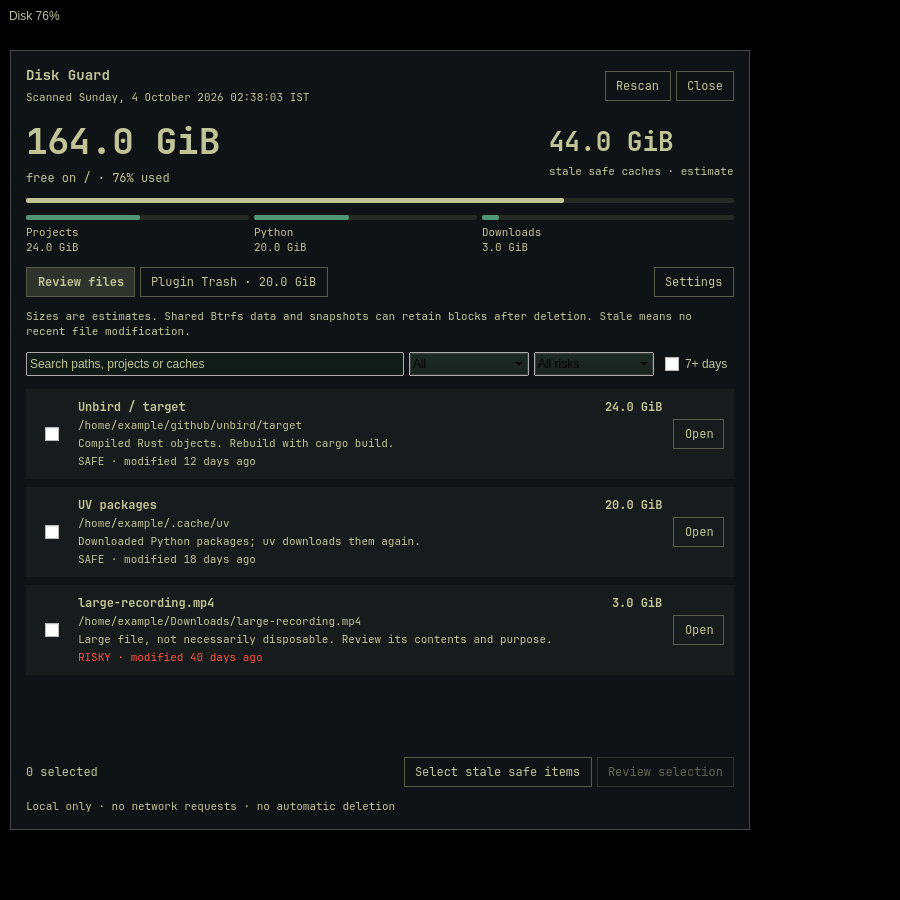 Disk 76%
Disk Guard
Scanned Sunday, 4 October 2026 02:38:03 IST
Rescan
Close
164.0 GiB
44.0 GiB
free on / · 76% used
stale safe caches · estimate
Projects
24.0 GiB
Python
20.0 GiB
Downloads
3.0 GiB
Review files
Plugin Trash · 20.0 GiB
Settings
Sizes are estimates. Shared Btrfs data and snapshots can retain blocks after deletion. Stale means no
recent file modification.
Search paths, projects or caches
All
All risks
7+ days
Unbird / target
24.0 GiB
/home/example/github/unbird/target
Compiled Rust objects. Rebuild with cargo build.
SAFE · modified 12 days ago
Open
UV packages
20.0 GiB
/home/example/.cache/uv
Downloaded Python packages; uv downloads them again.
SAFE · modified 18 days ago
Open
large-recording.mp4
3.0 GiB
/home/example/Downloads/large-recording.mp4
Large file, not necessarily disposable. Review its contents and purpose.
RISKY · modified 40 days ago
Open
0 selected
Select stale safe items
Review selection
Local only · no network requests · no automatic deletion